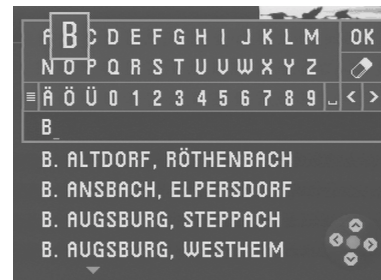 A B C D E F G H I J K L M OK
N O P Q R S T U V W X Y Z
Ä Ö Ü 0 1 2 3 4 5 6 7 8 9 ␣ < >
B_
B. ALTDORF, RÖTHENBACH
B. ANSBACH, ELPERSDORF
B. AUGSBURG, STEPPACH
B. AUGSBURG, WESTHEIM